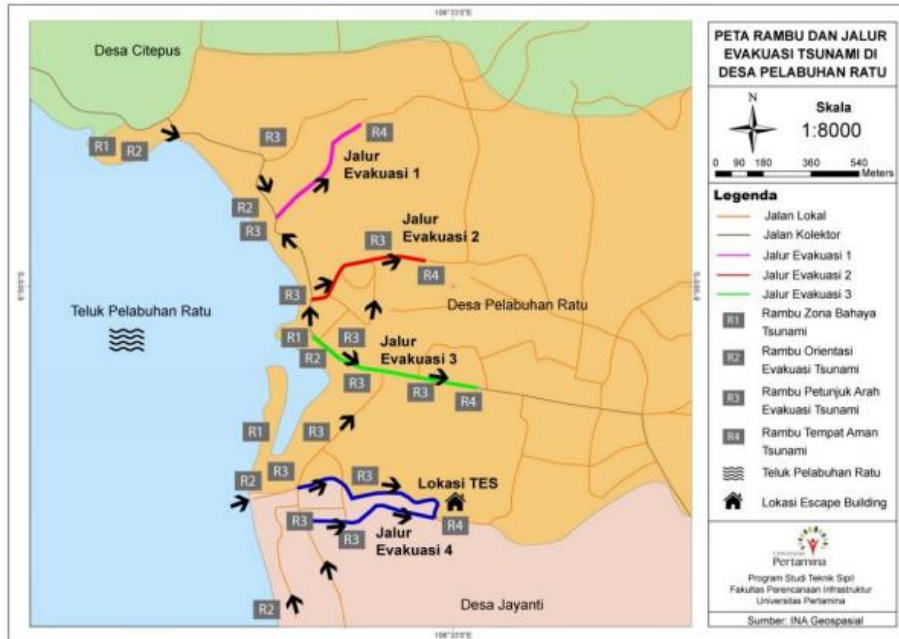 106°33'0"E
Desa Citepus
R1
R2
R3
R4
Jalur
Evakuasi 1
R2
R3
Jalur
Evakuasi 2
R3
R4
R3
Teluk Pelabuhan Ratu
Desa Pelabuhan Ratu
R1
R2
R3
Jalur
Evakuasi 3
R3
R3
R4
R1
R3
R2
R3
R3
Lokasi TES
R4
R3
R3
Jalur
Evakuasi 4
R2
Desa Jayanti
106°33'0"E
PETA RAMBU DAN JALUR
EVAKUASI TSUNAMI DI
DESA PELABUHAN RATU
N
Skala
1:8000
0 90 180 360 540
Meters
Legenda
Jalan Lokal
Jalan Kolektor
Jalur Evakuasi 1
Jalur Evakuasi 2
Jalur Evakuasi 3
R1 Rambu Zona Bahaya
Tsunami
R2 Rambu Orientasi
Evakuasi Tsunami
R3 Rambu Petunjuk Arah
Evakuasi Tsunami
R4 Rambu Tempat Aman
Tsunami
Teluk Pelabuhan Ratu
Lokasi Escape Building
Universitas
Pertamina
Program Studi Teknik Sipil
Fakultas Perencanaan Infrastruktur
Universitas Pertamina
Sumber: INA Geospasial